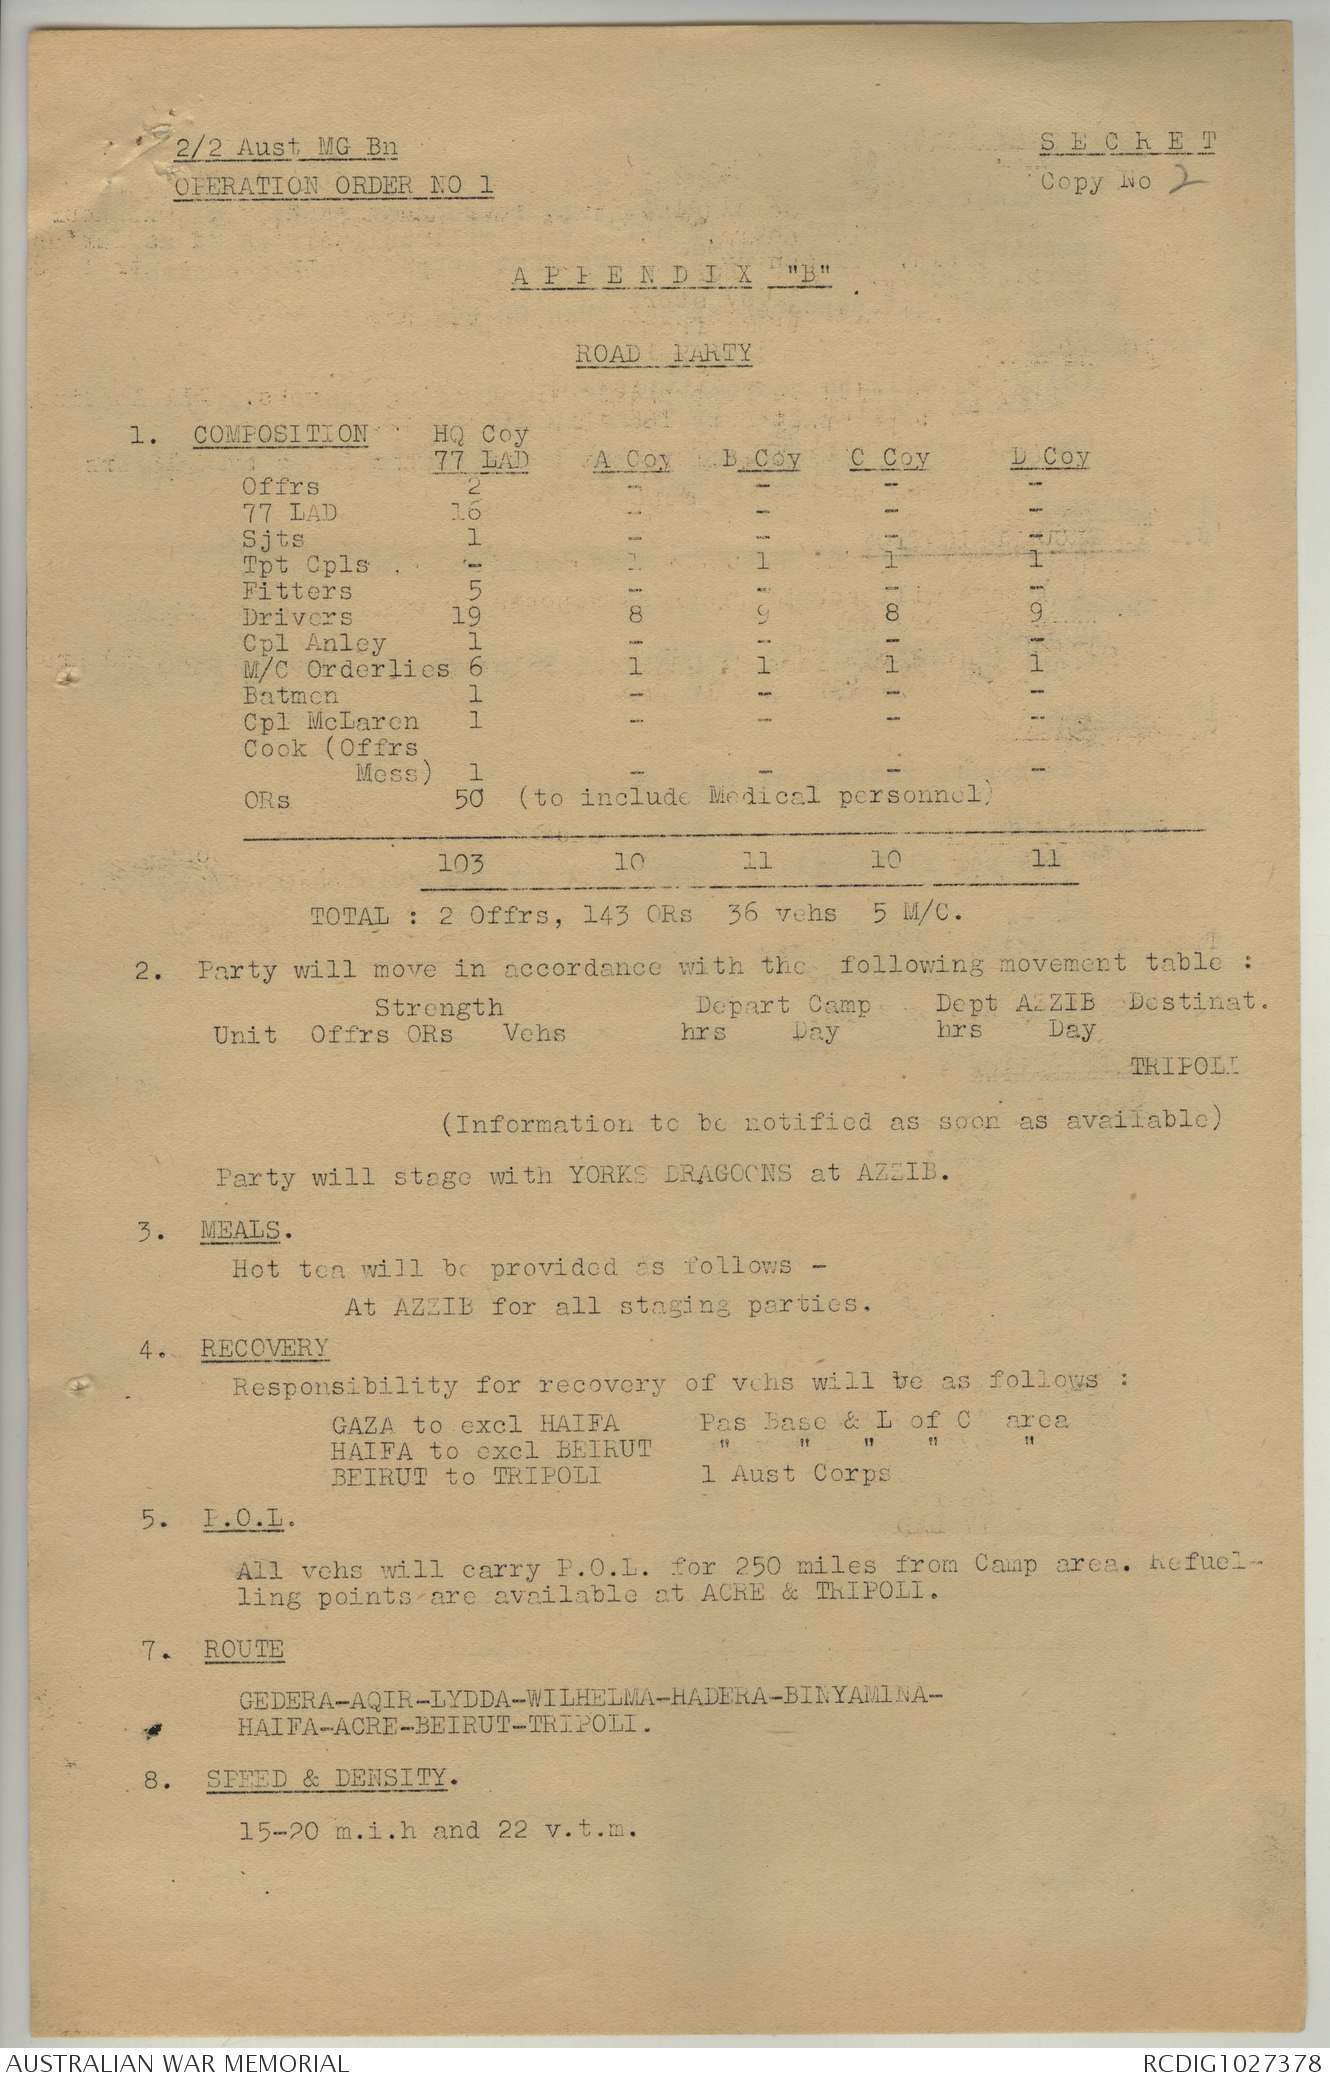 2/2 Aust MG Bn S E C R E T
OPERATION ORDER NO 1 Copy No 2
A P P E N D I X "B"
ROAD PARTY
1. COMPOSITION HQ Coy
77 LAD A Coy B Coy C Coy D Coy
Offrs 2 - - - -
77 LAD 16 - - - -
Sjts 1 - - - -
Tpt Cpls - 1 1 1 1
Fitters 5 - - - -
Drivers 19 8 9 8 9
Cpl Anley 1 - - - -
M/C Orderlies 6 1 1 1 1
Batmen 1 - - - -
Cpl McLaren 1 - - - -
Cook (Offrs
Mess) 1 - - - -
ORs 50 (to include Medical personnel)
103 10 11 10 11
TOTAL : 2 Offrs, 143 ORs 36 vehs 5 M/C.
2. Party will move in accordance with the following movement table :
Strength Depart Camp Dept AZZIB Destinat.
Unit Offrs ORs Vehs hrs Day hrs Day
TRIPOLI
(Information to be notified as soon as available)
Party will stage with YORKS DRAGOONS at AZZIB.
3. MEALS.
Hot tea will be provided as follows -
At AZZIB for all staging parties.
4. RECOVERY
Responsibility for recovery of vehs will be as follows :
GAZA to excl HAIFA Pas Base & L of C area
HAIFA to excl BEIRUT " " " " "
BEIRUT to TRIPOLI 1 Aust Corps
5. P.O.L.
All vehs will carry P.O.L. for 250 miles from Camp area. Refuel-
ling points are available at ACRE & TRIPOLI.
7. ROUTE
GEDERA-AQIR-LYDDA-WILHELMA-HADERA-BINYAMINA-
HAIFA-ACRE-BEIRUT-TRIPOLI.
8. SPEED & DENSITY.
15-20 m.i.h and 22 v.t.m.
AUSTRALIAN WAR MEMORIAL RCDIG1027378